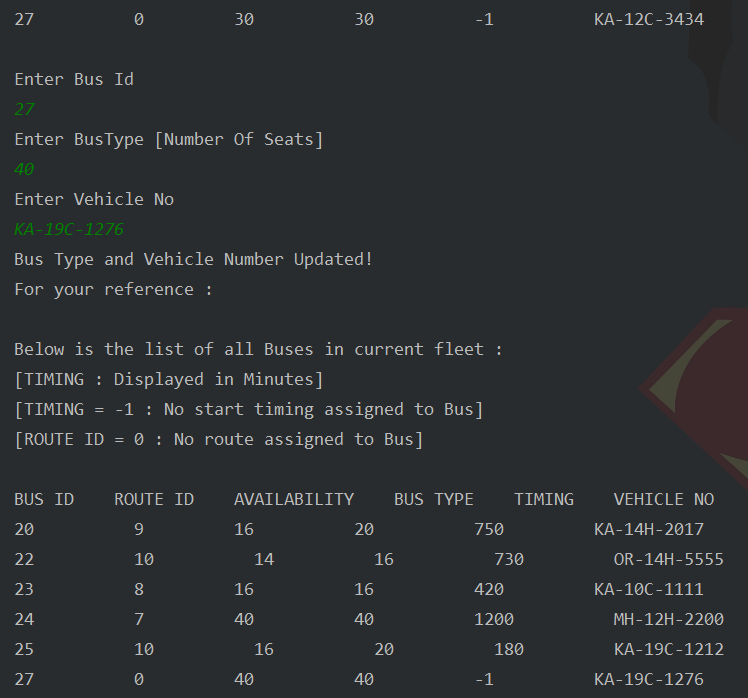 27 0 30 30 -1 KA-12C-3434
Enter Bus Id
27
Enter BusType [Number Of Seats]
40
Enter Vehicle No
KA-19C-1276
Bus Type and Vehicle Number Updated!
For your reference :
Below is the list of all Buses in current fleet :
[TIMING : Displayed in Minutes]
[TIMING = -1 : No start timing assigned to Bus]
[ROUTE ID = 0 : No route assigned to Bus]
BUS ID ROUTE ID AVAILABILITY BUS TYPE TIMING VEHICLE NO
20 9 16 20 750 KA-14H-2017
22 10 14 16 730 OR-14H-5555
23 8 16 16 420 KA-10C-1111
24 7 40 40 1200 MH-12H-2200
25 10 16 20 180 KA-19C-1212
27 0 40 40 -1 KA-19C-1276